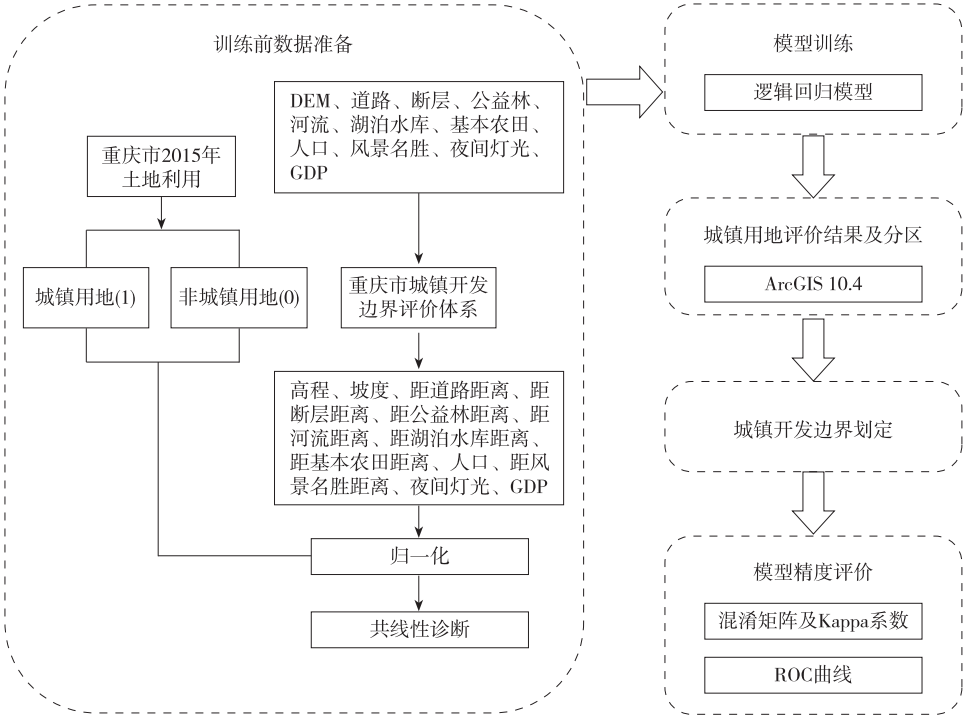 训练前数据准备
重庆市2015年
土地利用
城镇用地(1)
非城镇用地(0)
DEM、道路、断层、公益林、
河流、湖泊水库、基本农田、
人口、风景名胜、夜间灯光、
GDP
重庆市城镇开发
边界评价体系
高程、坡度、距道路距离、距
断层距离、距公益林距离、距
河流距离、距湖泊水库距离、
距基本农田距离、人口、距风
景名胜距离、夜间灯光、GDP
归一化
共线性诊断
模型训练
逻辑回归模型
城镇用地评价结果及分区
ArcGIS 10.4
城镇开发边界划定
模型精度评价
混淆矩阵及Kappa系数
ROC曲线